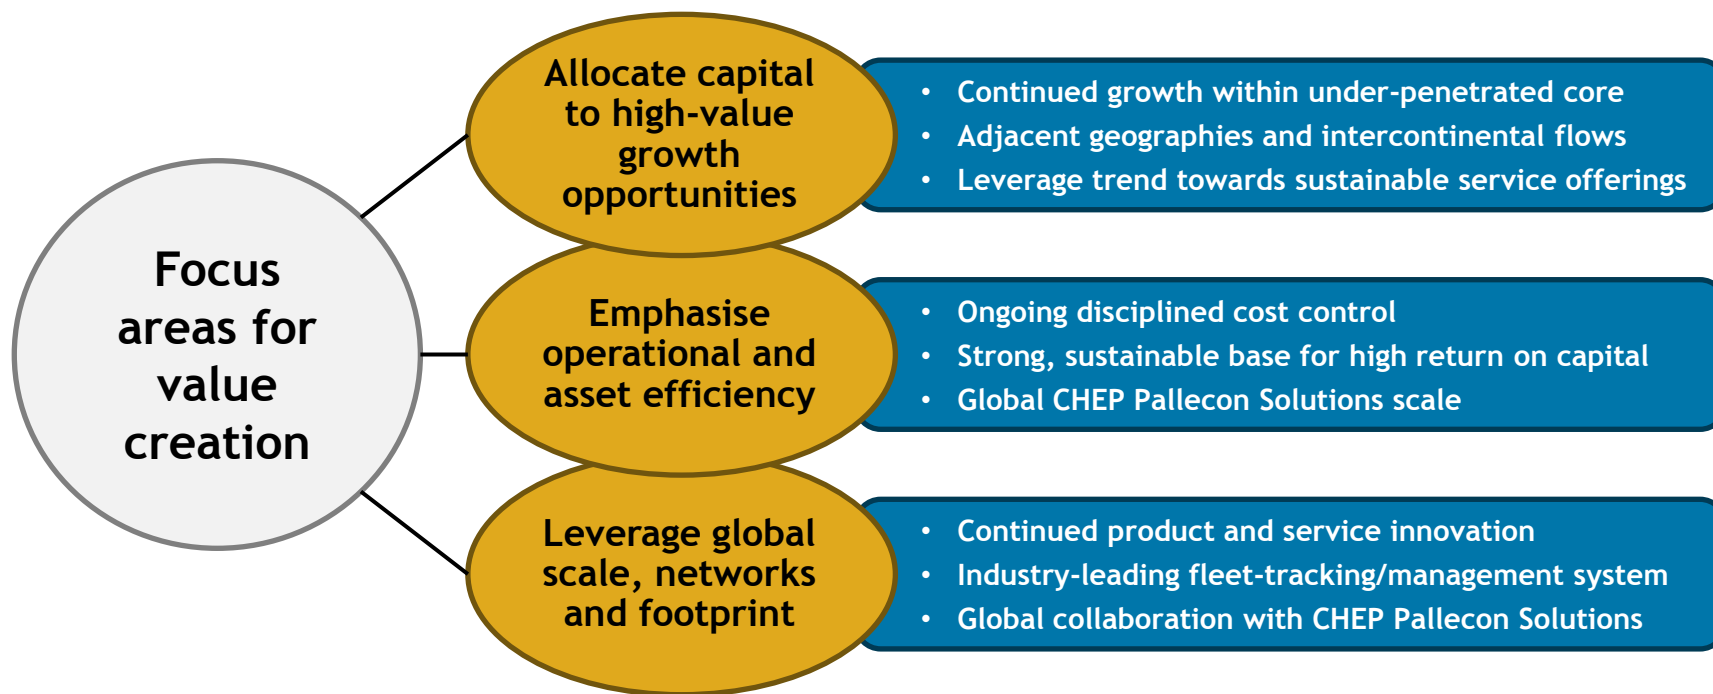 Focus
areas for
value
creation
Allocate capital
to high-value
growth
opportunities
• Continued growth within under-penetrated core
• Adjacent geographies and intercontinental flows
• Leverage trend towards sustainable service offerings
Emphasise
operational and
asset efficiency
• Ongoing disciplined cost control
• Strong, sustainable base for high return on capital
• Global CHEP Pallecon Solutions scale
Leverage global
scale, networks
and footprint
• Continued product and service innovation
• Industry-leading fleet-tracking/management system
• Global collaboration with CHEP Pallecon Solutions